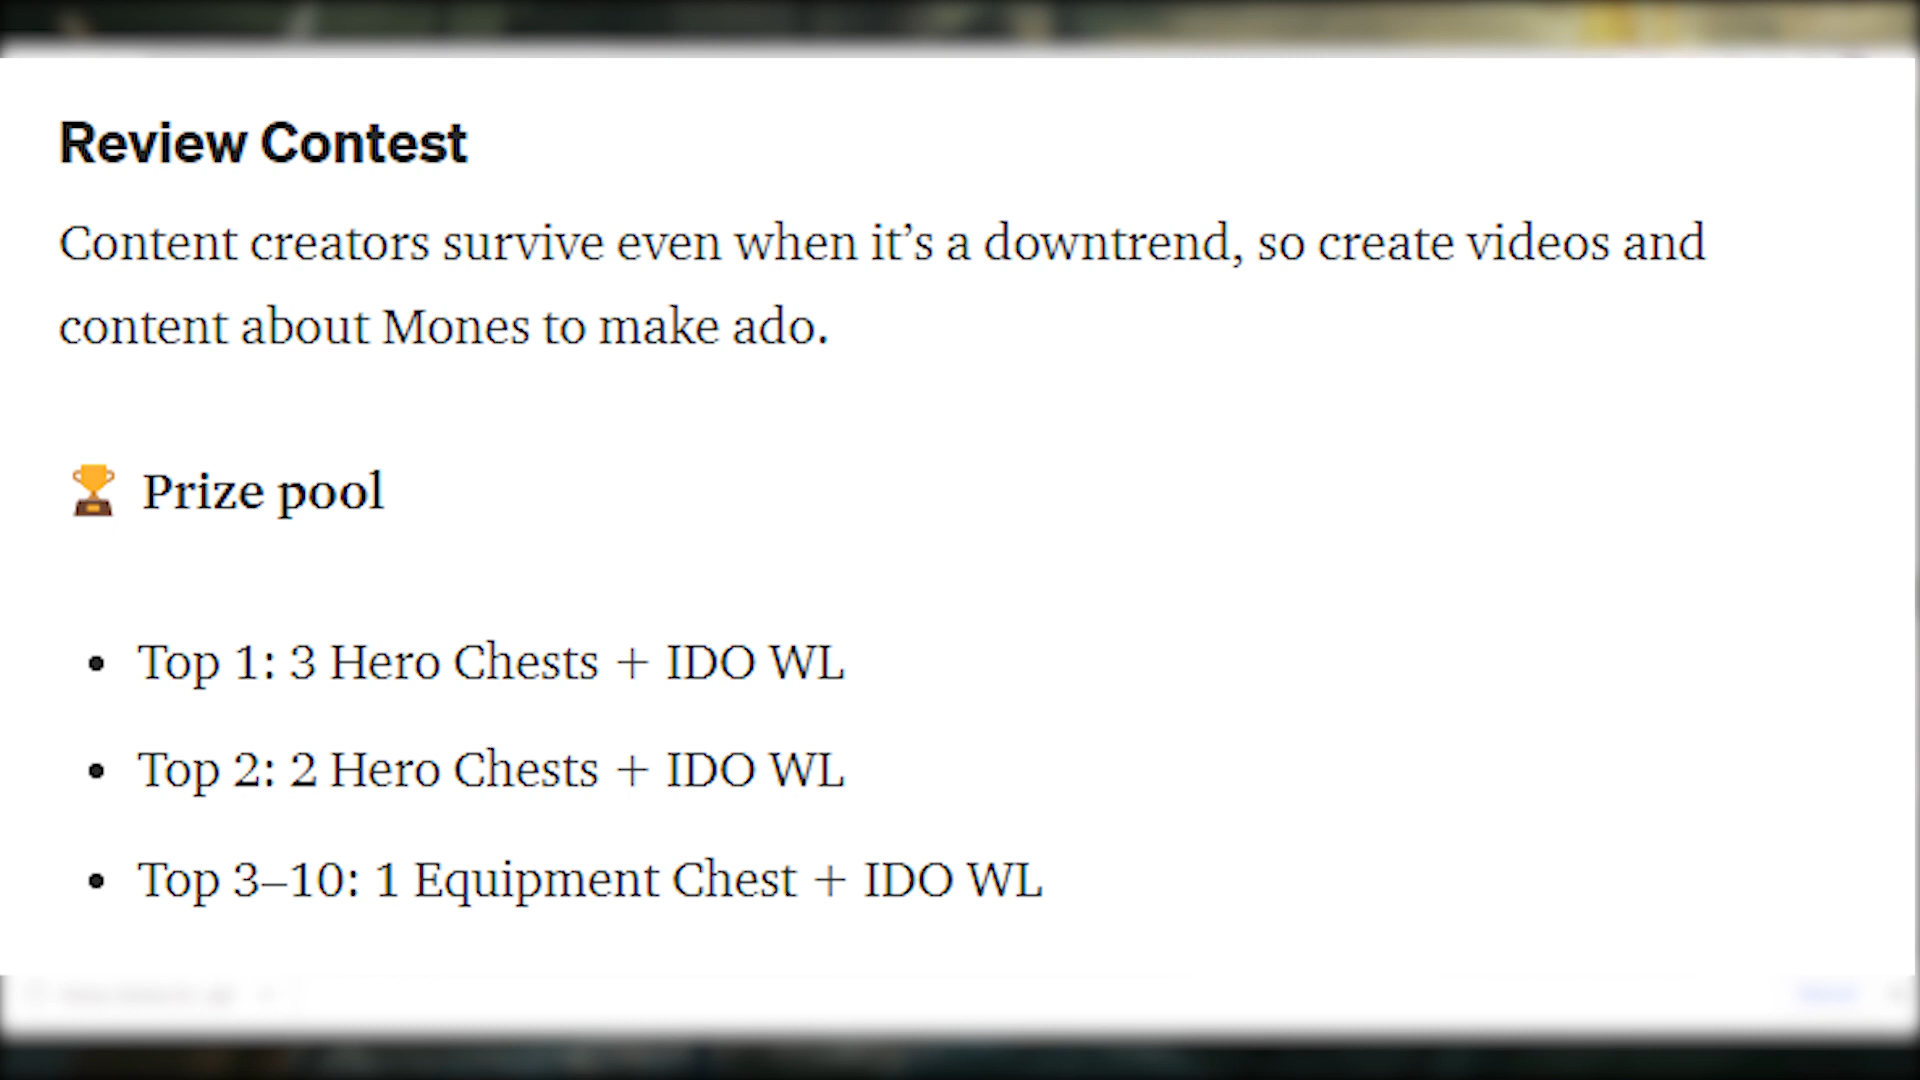 Review Contest
Content creators survive even when it’s a downtrend, so create videos and
content about Mones to make ado.
🏆 Prize pool
• Top 1: 3 Hero Chests + IDO WL
• Top 2: 2 Hero Chests + IDO WL
• Top 3–10: 1 Equipment Chest + IDO WL